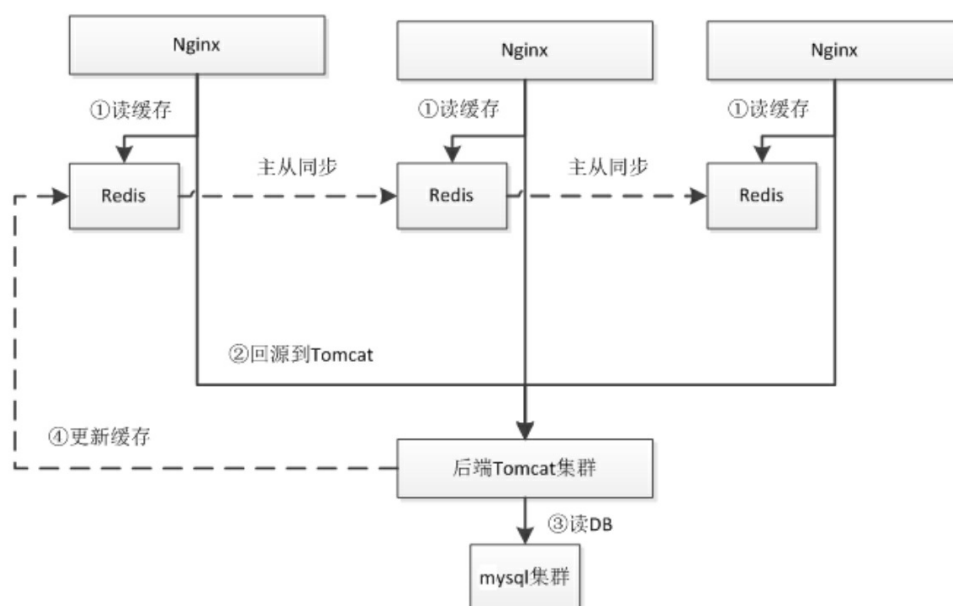 Nginx
Nginx
Nginx
①读缓存
①读缓存
①读缓存
Redis
主从同步
Redis
主从同步
Redis
②回源到Tomcat
④更新缓存
后端Tomcat集群
③读DB
mysql集群